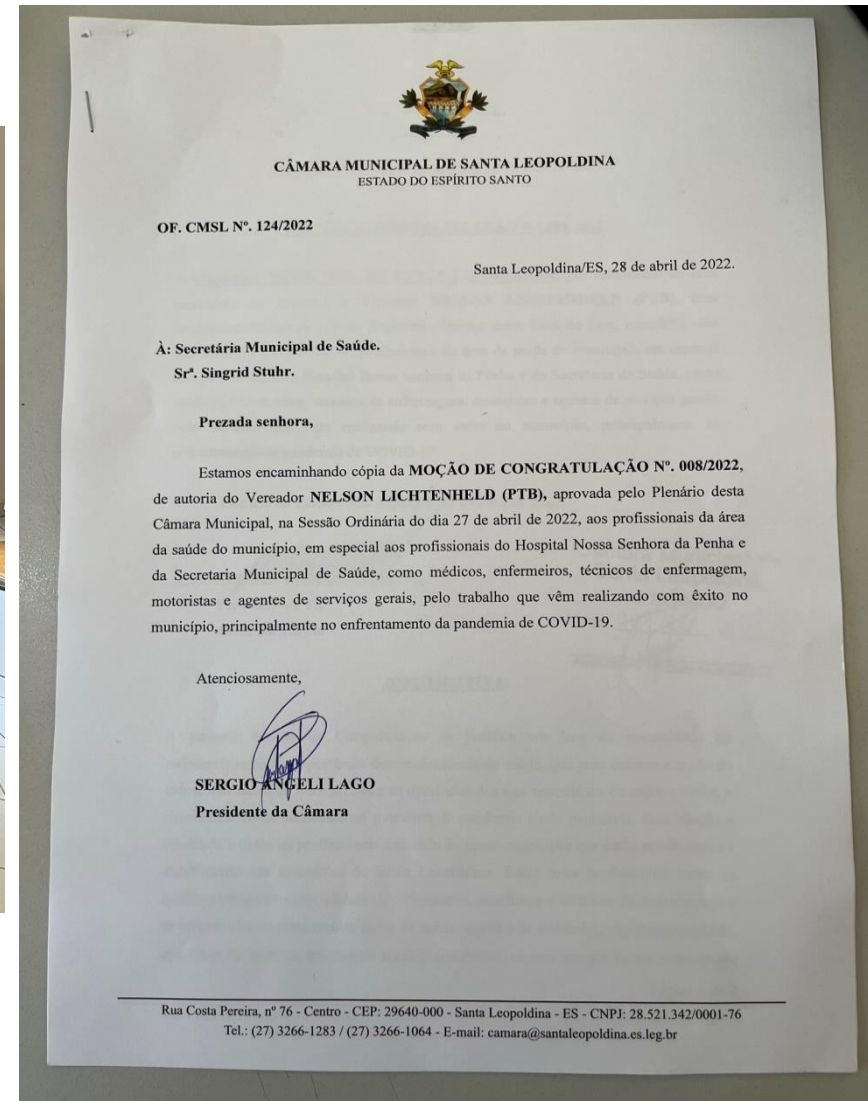 CÂMARA MUNICIPAL DE SANTA LEOPOLDINA
ESTADO DO ESPÍRITO SANTO
OF. CMSL Nº. 124/2022
Santa Leopoldina/ES, 28 de abril de 2022.
À: Secretária Municipal de Saúde.
Srª. Singrid Stuhr.
Prezada senhora,
Estamos encaminhando cópia da MOÇÃO DE CONGRATULAÇÃO Nº. 008/2022,
de autoria do Vereador NELSON LICHTENHELD (PTB), aprovada pelo Plenário desta
Câmara Municipal, na Sessão Ordinária do dia 27 de abril de 2022, aos profissionais da área
da saúde do município, em especial aos profissionais do Hospital Nossa Senhora da Penha e
da Secretaria Municipal de Saúde, como médicos, enfermeiros, técnicos de enfermagem,
motoristas e agentes de serviços gerais, pelo trabalho que vêm realizando com êxito no
município, principalmente no enfrentamento da pandemia de COVID-19.
Atenciosamente,
SERGIO ANGELI LAGO
Presidente da Câmara
Rua Costa Pereira, nº 76 - Centro - CEP: 29640-000 - Santa Leopoldina - ES - CNPJ: 28.521.342/0001-76
Tel.: (27) 3266-1283 / (27) 3266-1064 - E-mail: camara@santaleopoldina.es.leg.br